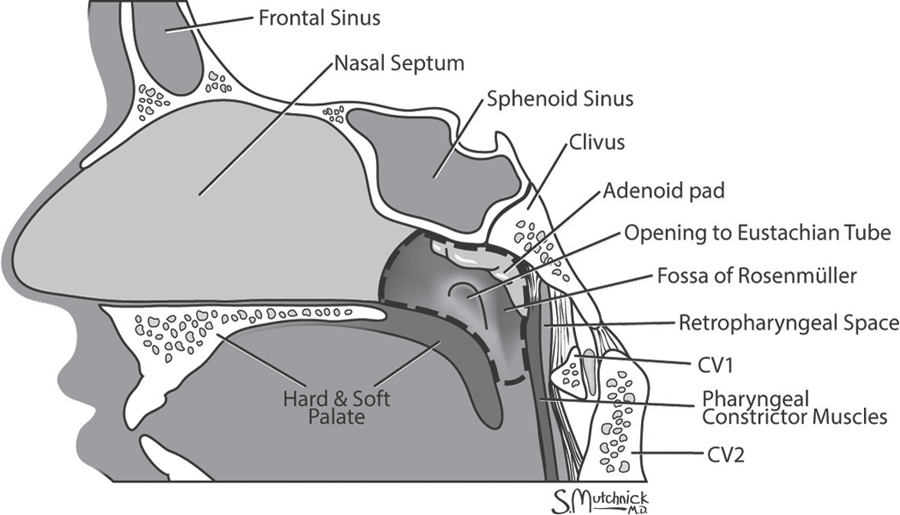 Frontal Sinus
Nasal Septum
Sphenoid Sinus
Clivus
Adenoid pad
Opening to Eustachian Tube
Fossa of Rosenmüller
Retropharyngeal Space
CV1
Hard & Soft
Palate
Pharyngeal
Constrictor Muscles
CV2
S.Mutchnick
M.D.